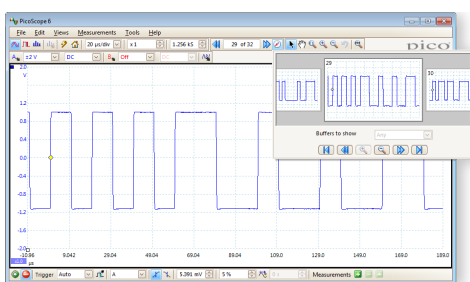 PicoScope 6
File Edit Views Measurements Tools Help
20 µs/div x 1 1.256 kS 29 of 32 pico
A ±2 V DC B Off DC
2.0
V
1.2
0.8
0.4
0.0
-0.4
-0.8
-1.2
-1.6
-2.0
-10.96 9.042 29.04 49.04 69.04 89.04 109.0 129.0 149.0 169.0 189.0
µs
29
30
Buffers to show Any
Trigger Auto A 5.391 mV 5 % 0 s Measurements